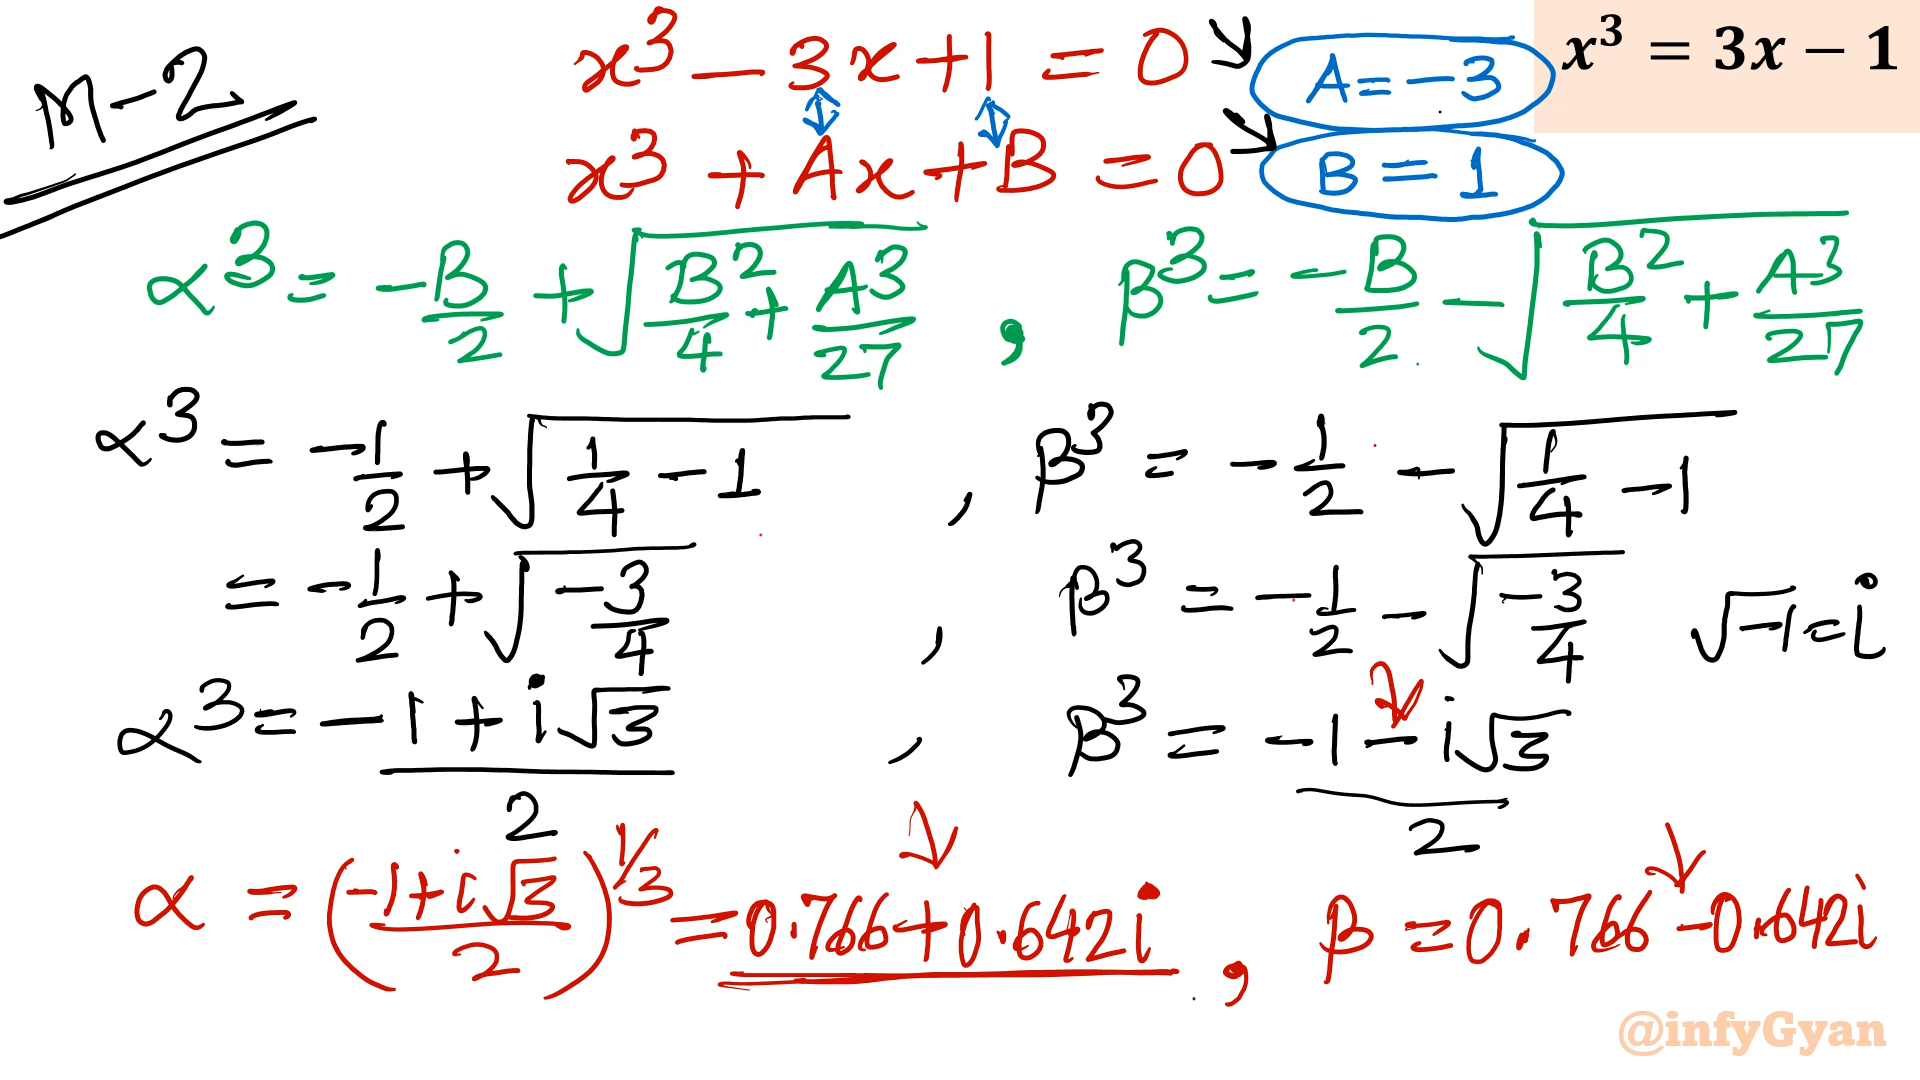 M-2
x³ - 3x + 1 = 0
x³ = 3x - 1
A = -3
x³ + Ax + B = 0
B = 1
α³ = -B/2 + √(B²/4 + A³/27) , β³ = -B/2 - √(B²/4 + A³/27)
α³ = -1/2 + √(1/4 - 1) , β³ = -1/2 - √(1/4 - 1)
= -1/2 + √(-3/4) , β³ = -1/2 - √(-3/4) √-1 = i
α³ = (-1 + i√3)/2 , β³ = (-1 - i√3)/2
α = ((-1 + i√3)/2)^1/3 = 0.766 + 0.642i , β = 0.766 - 0.642i
@infyGyan